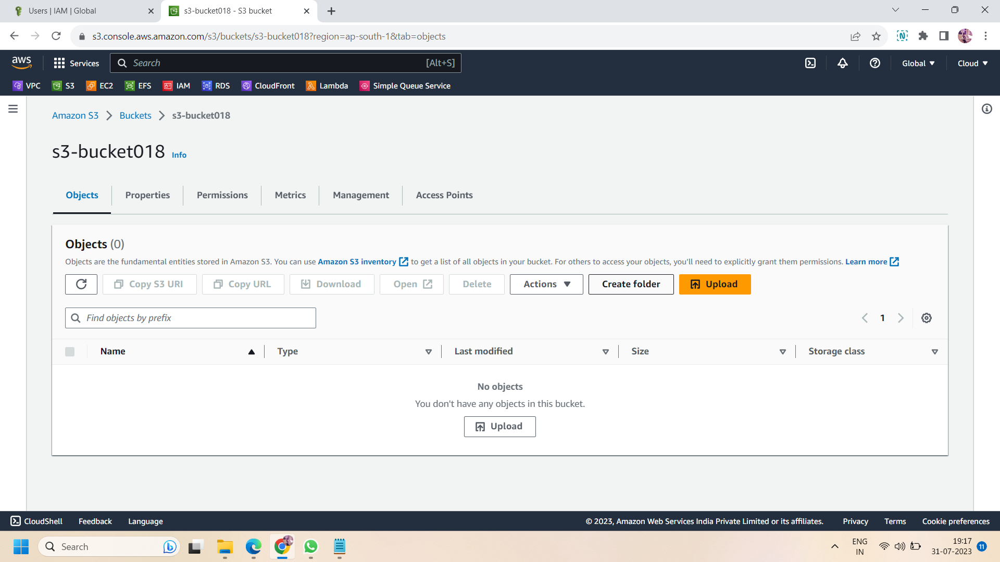 Users | IAM | Global
s3-bucket018 - S3 bucket
s3.console.aws.amazon.com/s3/buckets/s3-bucket018?region=ap-south-1&tab=objects
aws
Services
Search
[Alt+S]
Global
Cloud
VPC
S3
EC2
EFS
IAM
RDS
CloudFront
Lambda
Simple Queue Service
Amazon S3
Buckets
s3-bucket018
s3-bucket018 Info
Objects
Properties
Permissions
Metrics
Management
Access Points
Objects (0)
Objects are the fundamental entities stored in Amazon S3. You can use Amazon S3 inventory to get a list of all objects in your bucket. For others to access your objects, you'll need to explicitly grant them permissions. Learn more
Copy S3 URI
Copy URL
Download
Open
Delete
Actions
Create folder
Upload
Find objects by prefix
1
Name
Type
Last modified
Size
Storage class
No objects
You don't have any objects in this bucket.
Upload
CloudShell
Feedback
Language
© 2023, Amazon Web Services India Private Limited or its affiliates.
Privacy
Terms
Cookie preferences
Search
ENG
IN
19:17
31-07-2023
11